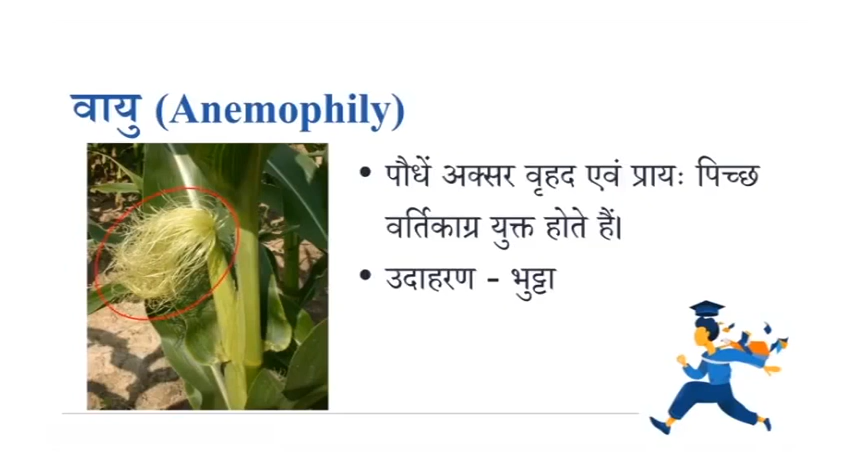 वायु (Anemophily)
• पौधें अक्सर वृहद एवं प्रायः पिच्छ
वर्तिकाग्र युक्त होते हैं।
• उदाहरण - भुट्टा